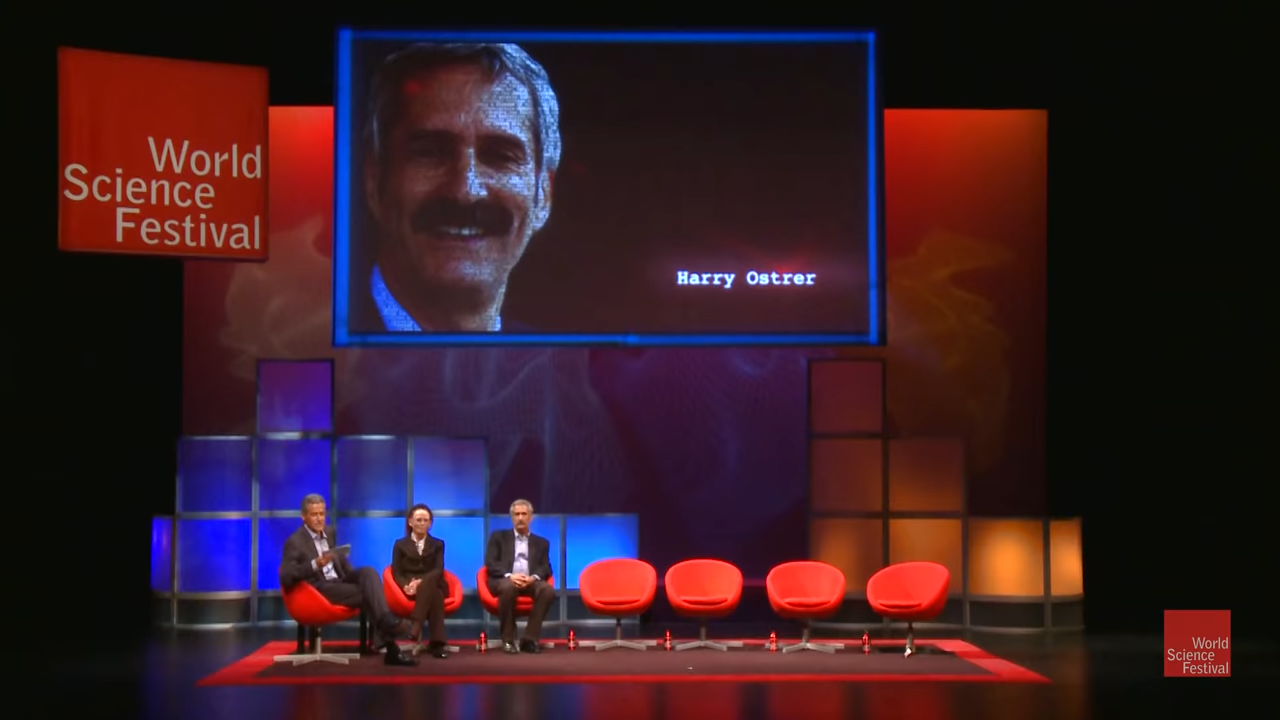 World
Science
Festival
Harry Ostrer
World
Science
Festival